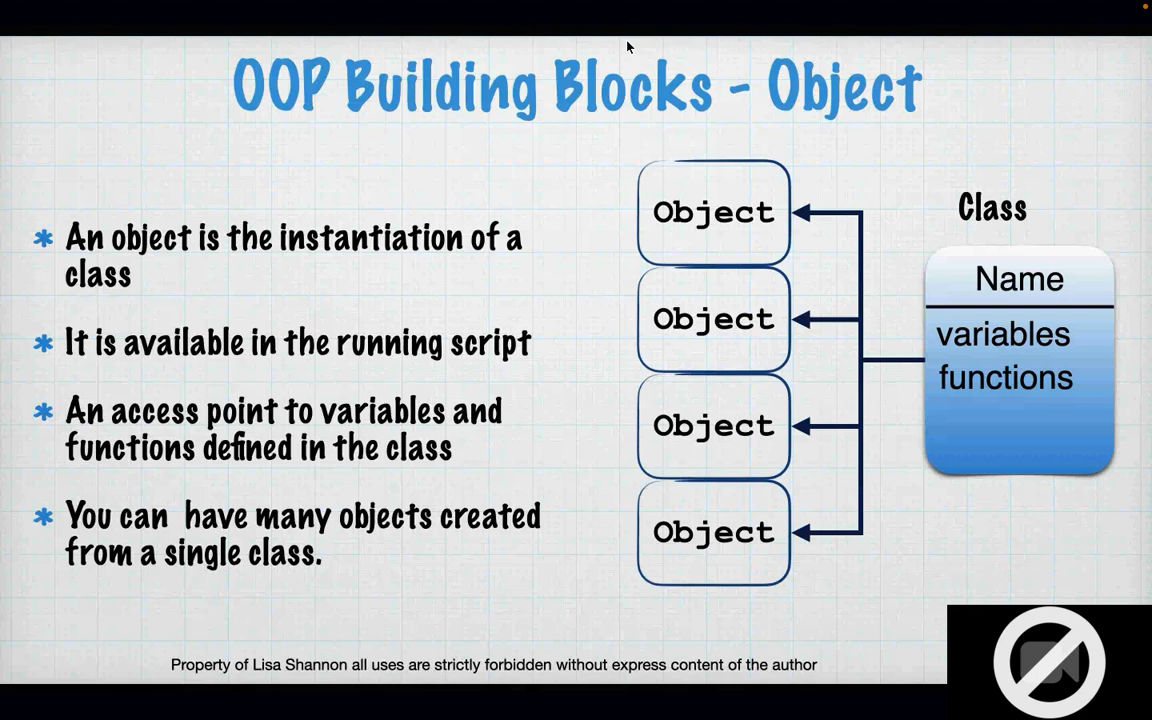 OOP Building Blocks - Object
* An object is the instantiation of a
class
* It is available in the running script
* An access point to variables and
functions defined in the class
* You can  have many objects created
from a single class.
Object
Object
Object
Object
Class
Name
variables
functions
Property of Lisa Shannon all uses are strictly forbidden without express content of the author